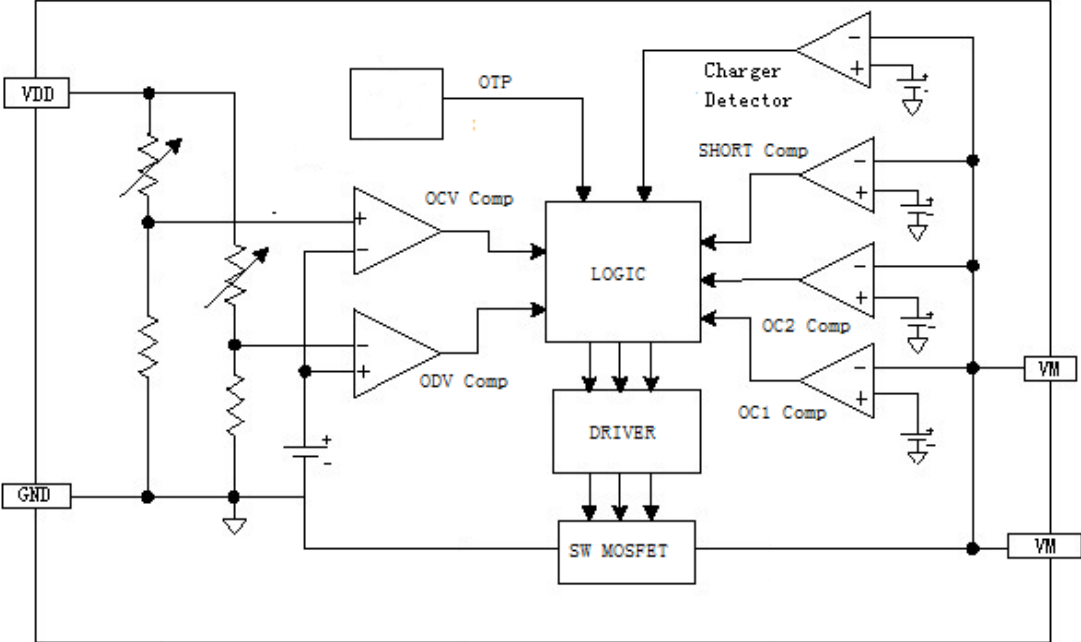 VDD
OTP
Charger
Detector
SHORT Comp
OCV Comp
LOGIC
OC2 Comp
ODV Comp
OC1 Comp
VM
DRIVER
GND
SW MOSFET
VM